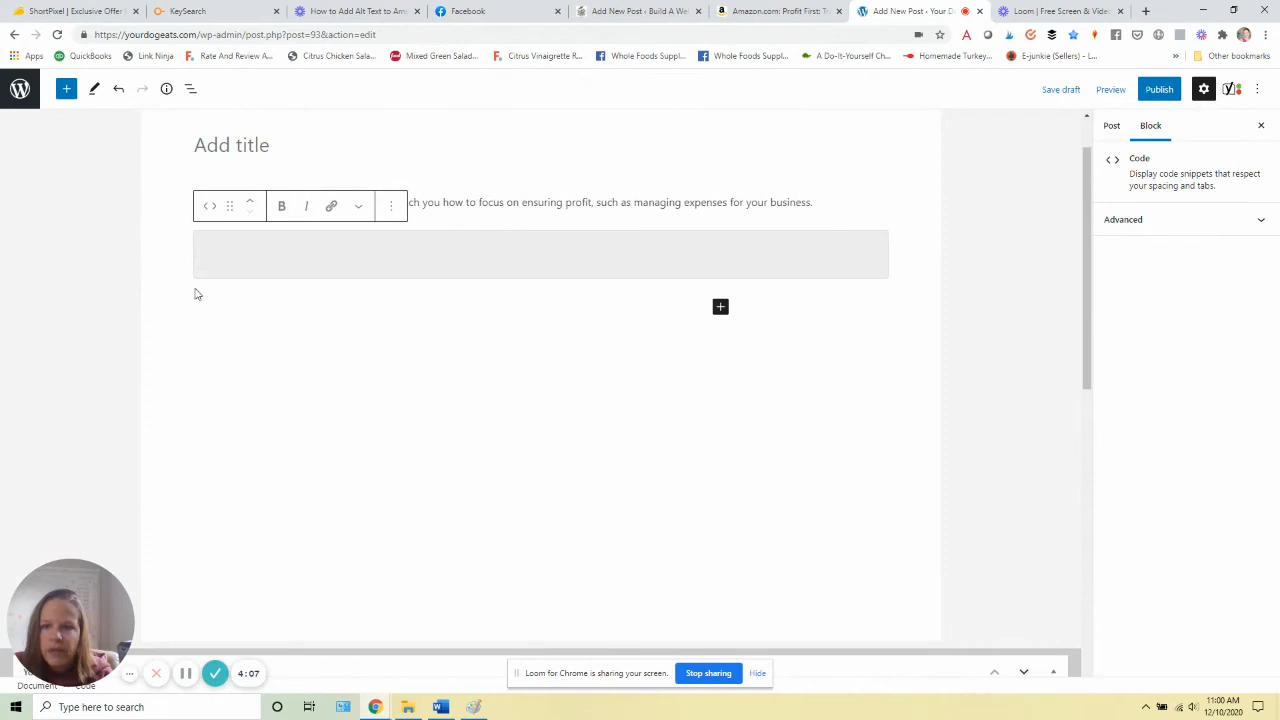 ShortPixel | Exclusive Offer
KeySearch
How to Add Alt Text to Am
Facebook
Add New Post ‹ Build A We
Amazon.com: Profit First: Tr
Add New Post ‹ Your D
Loom | Free Screen & Vide
yourdogeats.com/wp-admin/post.php?post=93&action=edit
Apps
QuickBooks
Link Ninja
Rate And Review A...
Chics Chicken Sala...
Mixed Green Salad...
Citrus Vinaigrette R...
Whole Foods Suppl...
Whole Foods Suppl...
A Do-It-Yourself Ch...
Homemade Turkey...
E-junkie (Sellers) – L...
»
Other bookmarks
Save draft
Preview
Publish
Post
Block
Add title
Code
Display code snippets that respect
your spacing and tabs.
B
I
ch you how to focus on ensuring profit, such as managing expenses for your business.
Advanced
4:07
Loom for Chrome is sharing your screen.
Stop sharing
Hide
Document
Code
Type here to search
11:00 AM
12/10/2020